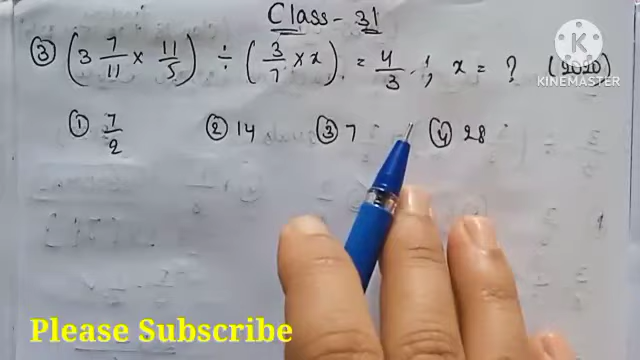 Class - 31
③ (3 7/11 × 11/5) ÷ (3/7 × x) = 4/3 ; x = ? (2020)
① 7/2 ② 14 ③ 7 ④ 28
KINEMASTER
Please Subscribe